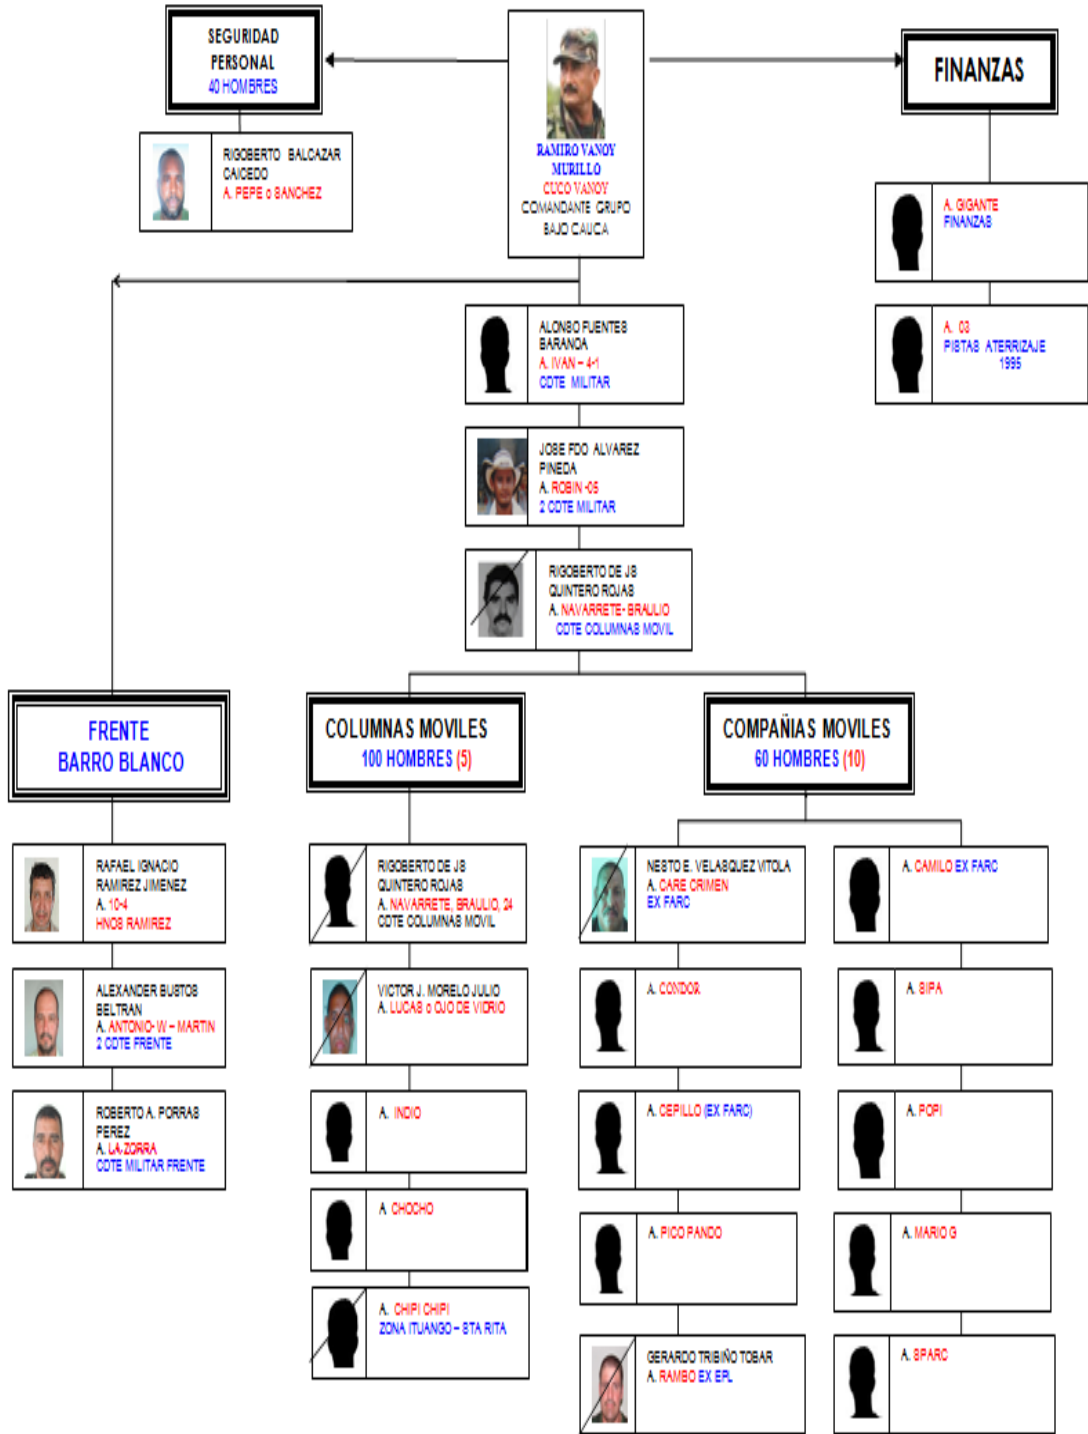 SEGURIDAD
PERSONAL
40 HOMBRES
RIGOBERTO BALCAZAR
CAICEDO
A. PEPE o SANCHEZ
RAMIRO VANOY
MURILLO
CUCO VANOY
COMANDANTE GRUPO
BAJO CAUCA
FINANZAS
A. GIGANTE
FINANZAS
A. 03
PISTAS ATERRIZAJE
1995
ALONSO FUENTES
BARANOA
A. IVAN – 4-1
CDTE MILITAR
JOSE FDO ALVAREZ
PINEDA
A. ROBIN -05
2 CDTE MILITAR
RIGOBERTO DE JS
QUINTERO ROJAS
A. NAVARRETE- BRAULIO
CDTE COLUMNAS MOVIL
FRENTE
BARRO BLANCO
RAFAEL IGNACIO
RAMIREZ JIMENEZ
A. 10-4
HNOS RAMIREZ
ALEXANDER BUSTOS
BELTRAN
A. ANTONIO- W – MARTIN
2 CDTE FRENTE
ROBERTO A. PORRAS
PEREZ
A. LA-ZORRA
CDTE MILITAR FRENTE
COLUMNAS MOVILES
100 HOMBRES (5)
RIGOBERTO DE JS
QUINTERO ROJAS
A. NAVARRETE, BRAULIO, 24
CDTE COLUMNAS MOVIL
VICTOR J. MORELO JULIO
A. LUCAS o OJO DE VIDRIO
A. INDIO
A. CHOCHO
A. CHIPI CHIPI
ZONA ITUANGO – STA RITA
COMPAÑIAS MOVILES
60 HOMBRES (10)
NESTO E. VELASQUEZ VITOLA
A. CARE CRIMEN
EX FARC
A. CONDOR
A. CEPILLO (EX FARC)
A. PICO PANDO
GERARDO TRIBIÑO TOBAR
A. RAMBO EX EPL
A. CAMILO EX FARC
A. SIPA
A. POPI
A. MARIO G
A. SPARC